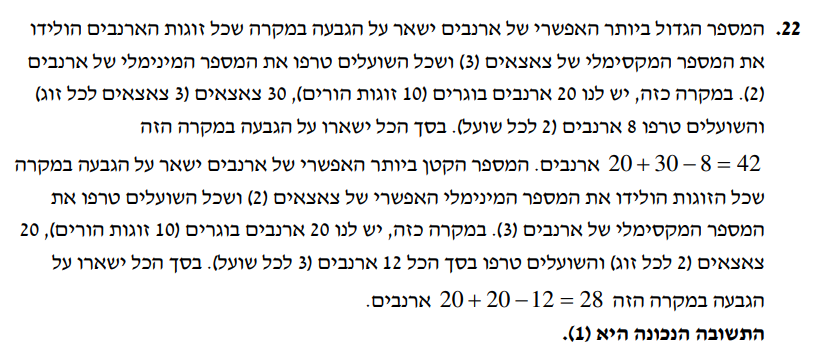 22. המספר הגדול ביותר האפשרי של ארנבים ישאר על הגבעה במקרה שכל זוגות הארנבים הולידו
את המספר המקסימלי של צאצאים (3) ושכל השועלים טרפו את המספר המינימלי של ארנבים
(2). במקרה כזה, יש לנו 20 ארנבים בוגרים (10 זוגות הורים), 30 צאצאים (3 צאצאים לכל זוג)
והשועלים טרפו 8 ארנבים (2 לכל שועל). בסך הכל ישארו על הגבעה במקרה הזה
20 + 30 − 8 = 42 ארנבים. המספר הקטן ביותר האפשרי של ארנבים ישאר על הגבעה במקרה
שכל הזוגות הולידו את המספר המינימלי האפשרי של צאצאים (2) ושכל השועלים טרפו את
המספר המקסימלי של ארנבים (3). במקרה כזה, יש לנו 20 ארנבים בוגרים (10 זוגות הורים), 20
צאצאים (2 לכל זוג) והשועלים טרפו בסך הכל 12 ארנבים (3 לכל שועל). בסך הכל ישארו על
הגבעה במקרה הזה 20 + 20 − 12 = 28 ארנבים.
התשובה הנכונה היא (1).